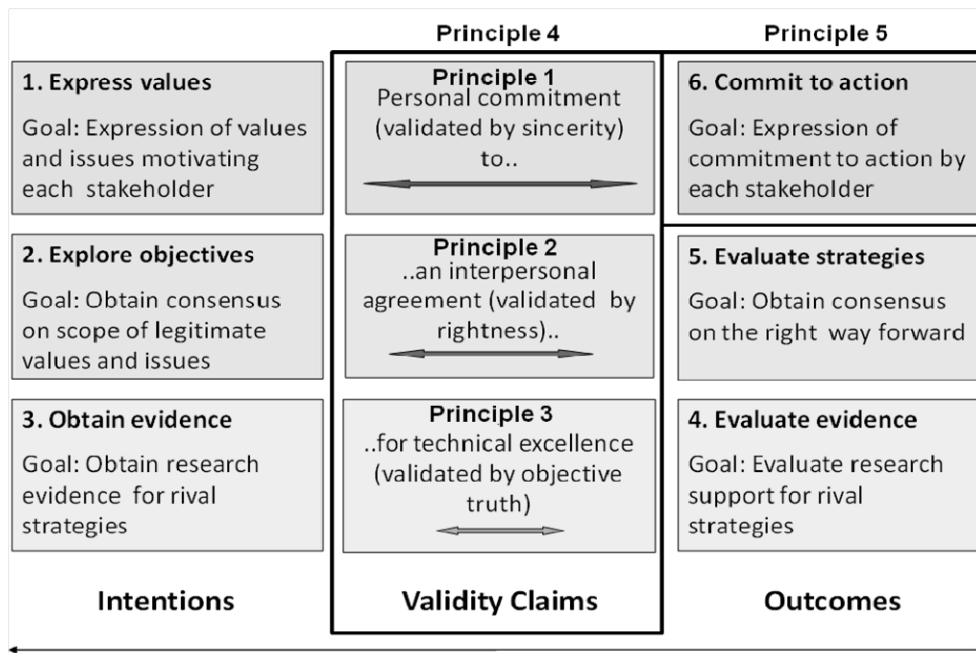 Principle 4
Principle 5
1. Express values
Goal: Expression of values
and issues motivating
each stakeholder
Principle 1
Personal commitment
(validated by sincerity)
to..
6. Commit to action
Goal: Expression of
commitment to action by
each stakeholder
2. Explore objectives
Goal: Obtain consensus
on scope of legitimate
values and issues
Principle 2
..an interpersonal
agreement (validated by
rightness)..
5. Evaluate strategies
Goal: Obtain consensus
on the right way forward
3. Obtain evidence
Goal: Obtain research
evidence for rival
strategies
Principle 3
..for technical excellence
(validated by objective
truth)
4. Evaluate evidence
Goal: Evaluate research
support for rival
strategies
Intentions
Validity Claims
Outcomes